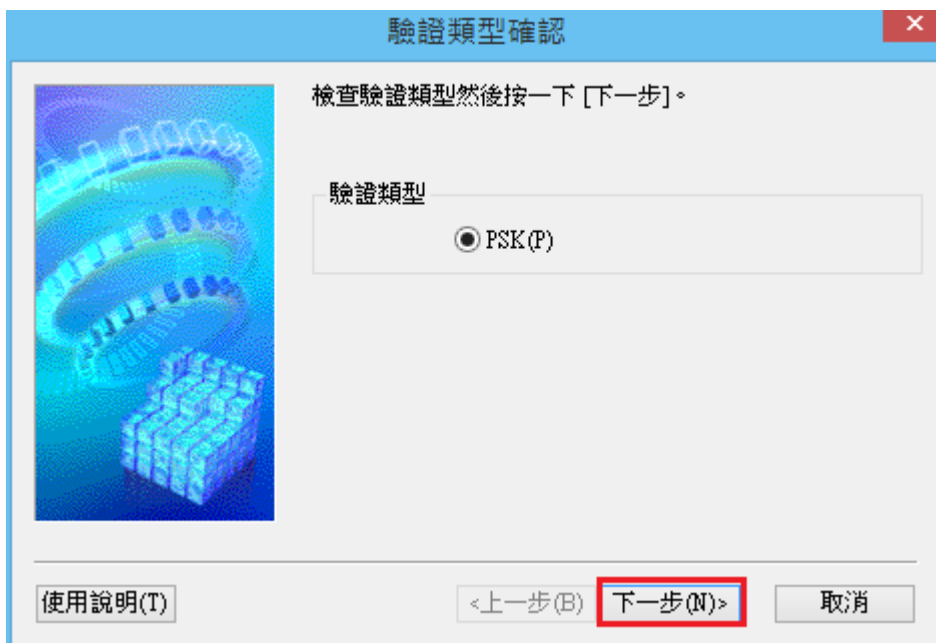 驗證類型確認
檢查驗證類型然後按一下 [下一步]。
驗證類型
PSK(P)
使用說明(T)
<上一步(B)
下一步(N)>
取消